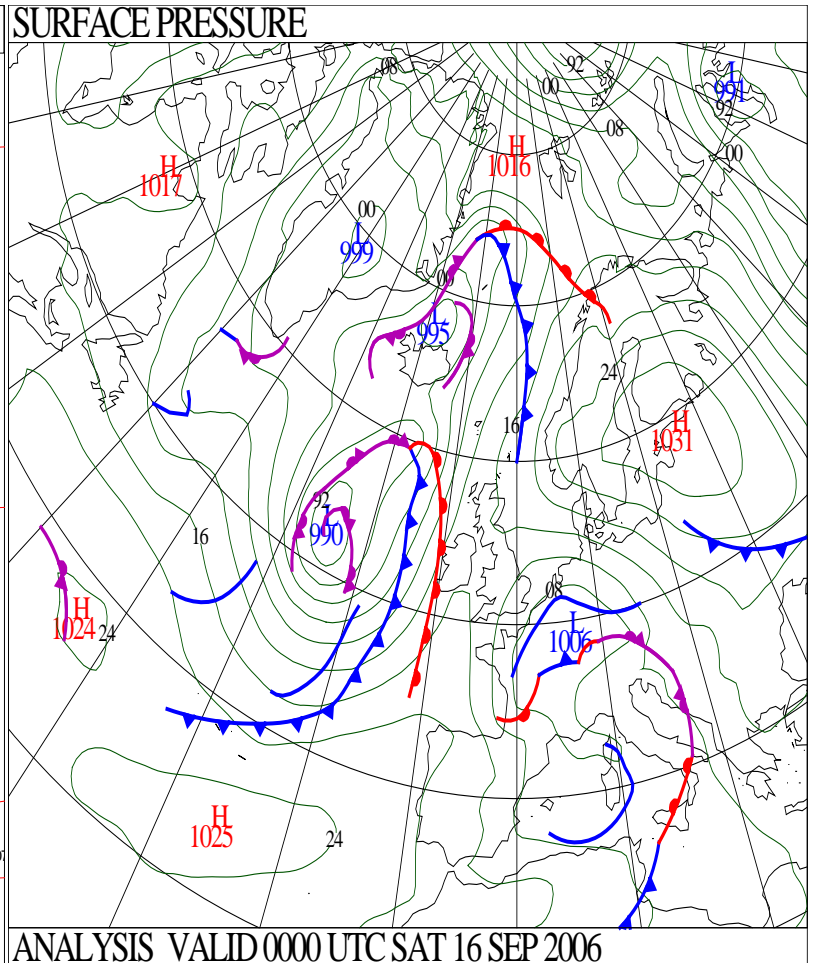 SURFACE PRESSURE
08
92
L
991
00
92
08
H
1016
00
H
1017
00
L
999
00
L
995
24
16
H
1031
92
L
990
16
08
H
1024
24
L
1006
H
1025
24
ANALYSIS VALID 0000 UTC SAT 16 SEP 2006